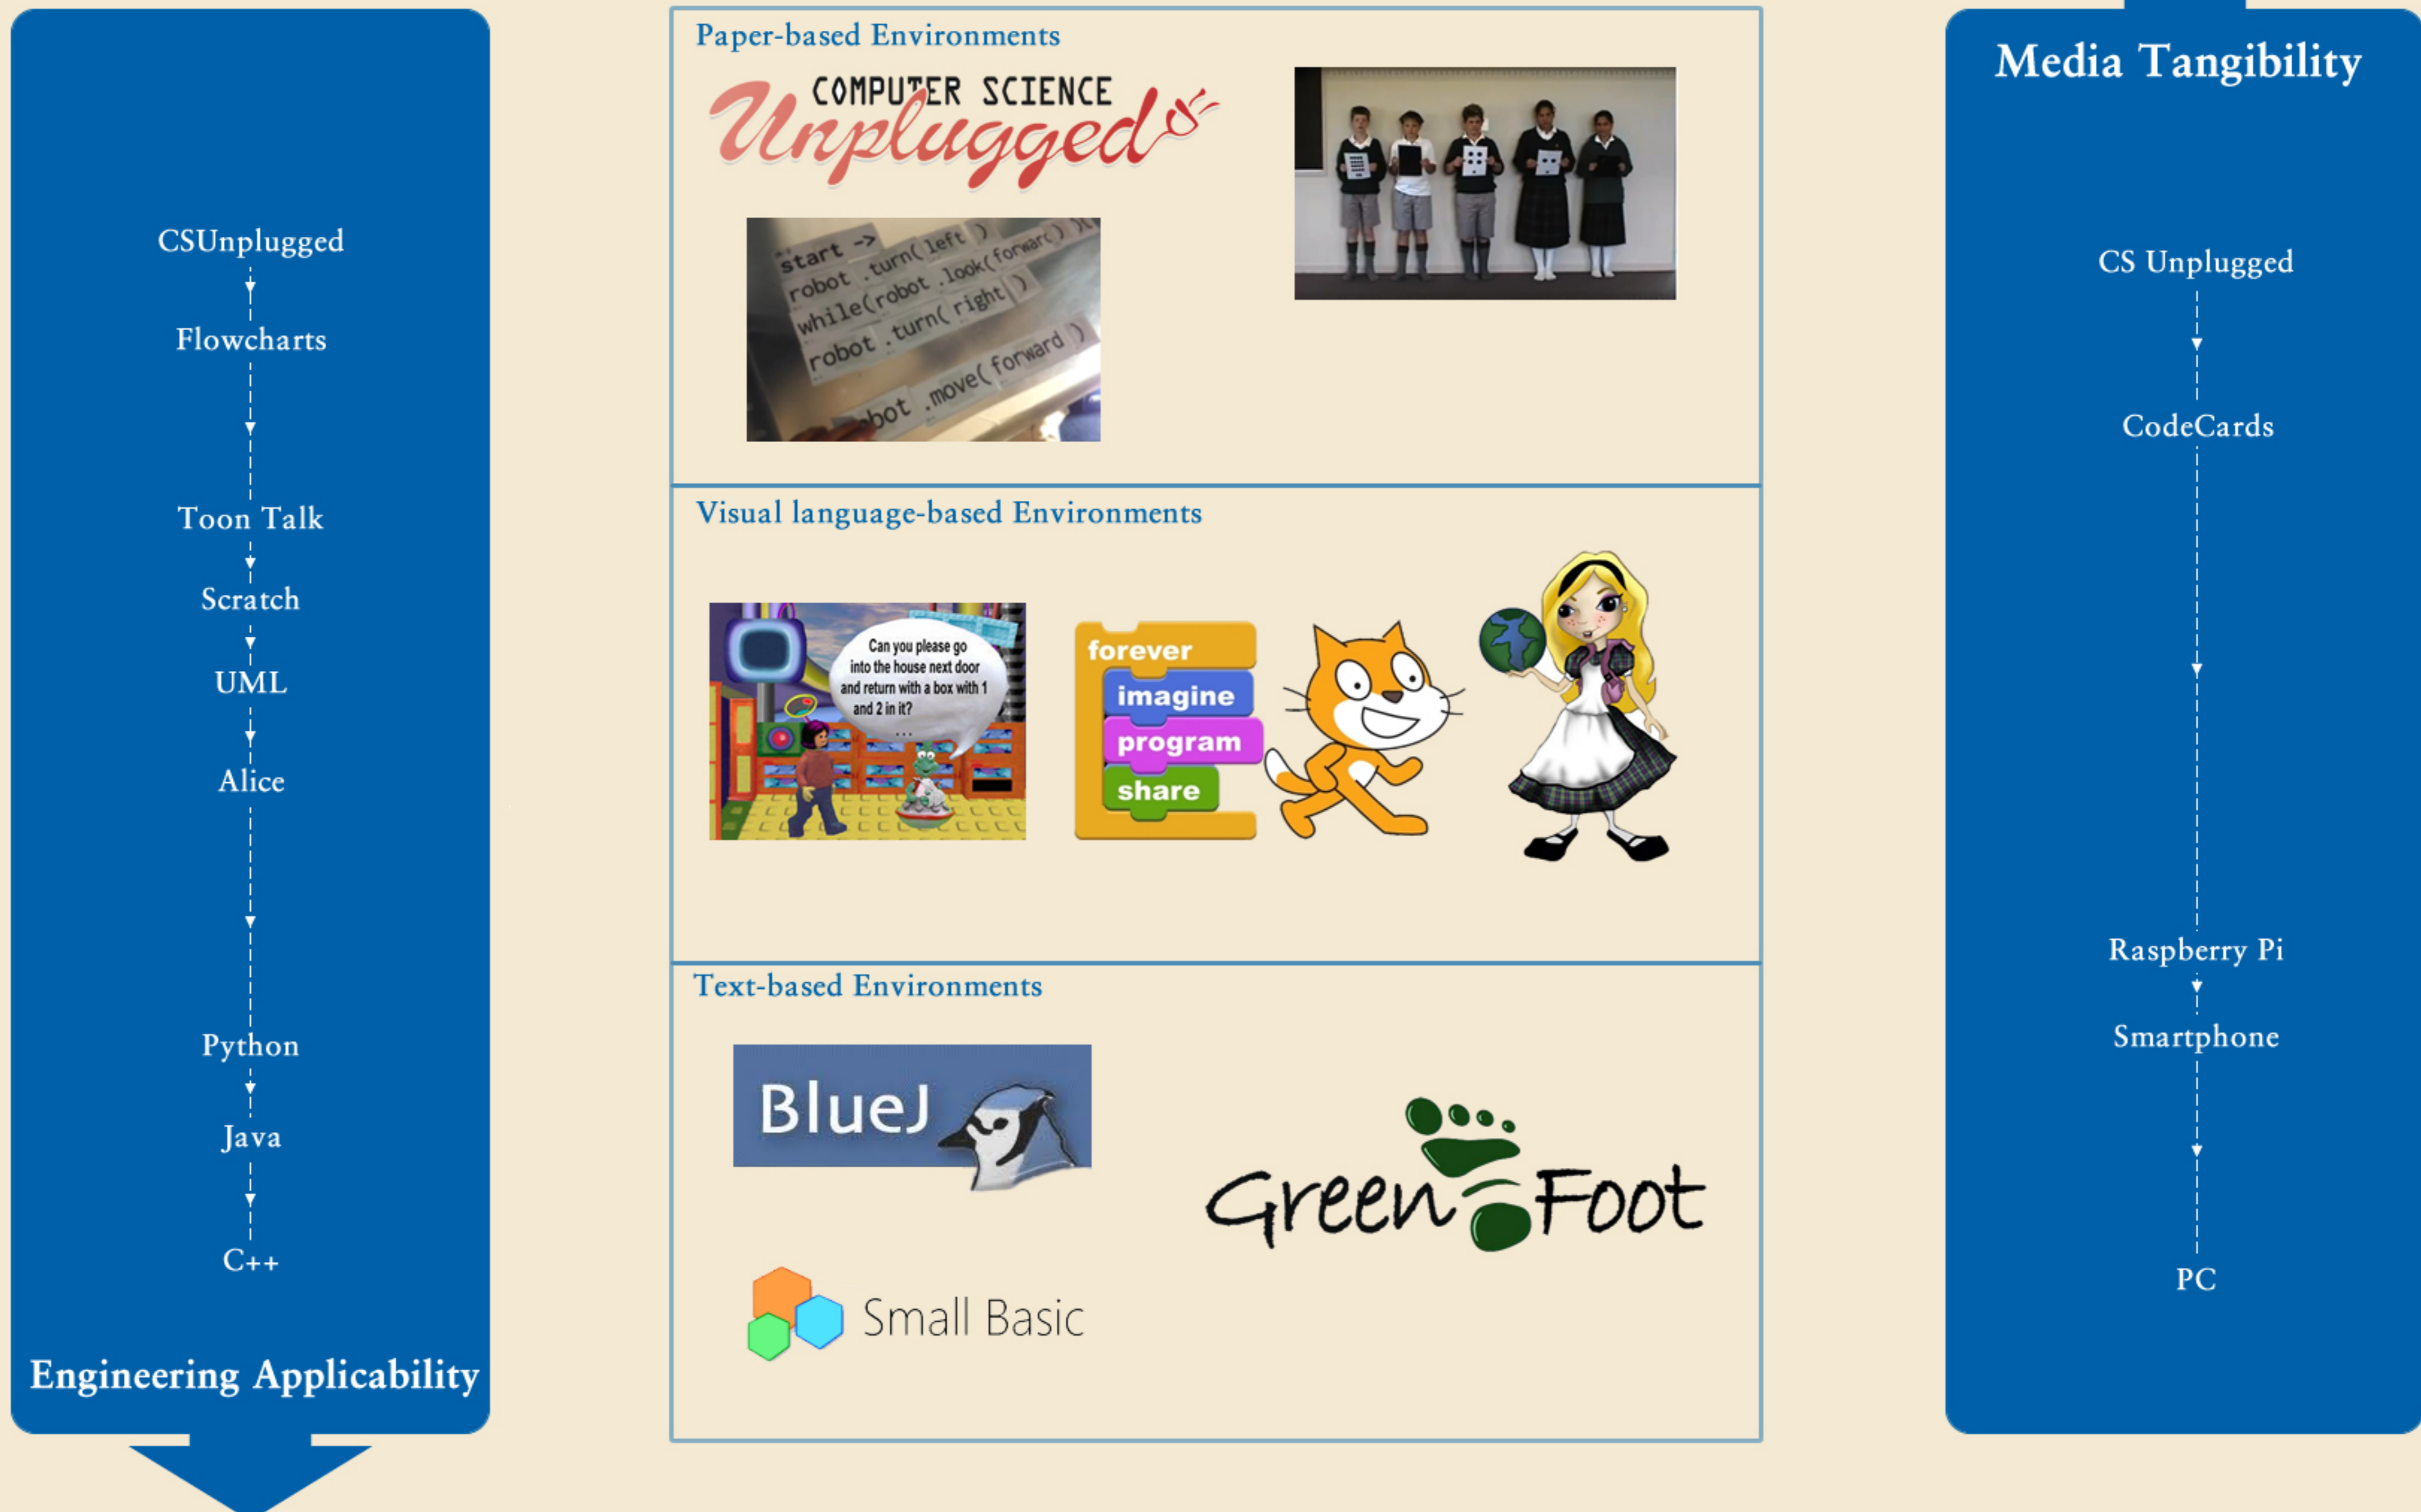 CSUnplugged
Flowcharts
Toon Talk
Scratch
UML
Alice
Python
Java
C++
Engineering Applicability
Paper-based Environments
COMPUTER SCIENCE
Unplugged
start ->
robot .turn( left )
while(robot .look(forward) ){
robot .turn( right )
bot .move( forward )
Visual language-based Environments
Can you please go
into the house next door
and return with a box with 1
and 2 in it?
...
forever
imagine
program
share
Text-based Environments
BlueJ
Green Foot
Small Basic
Media Tangibility
CS Unplugged
CodeCards
Raspberry Pi
Smartphone
PC